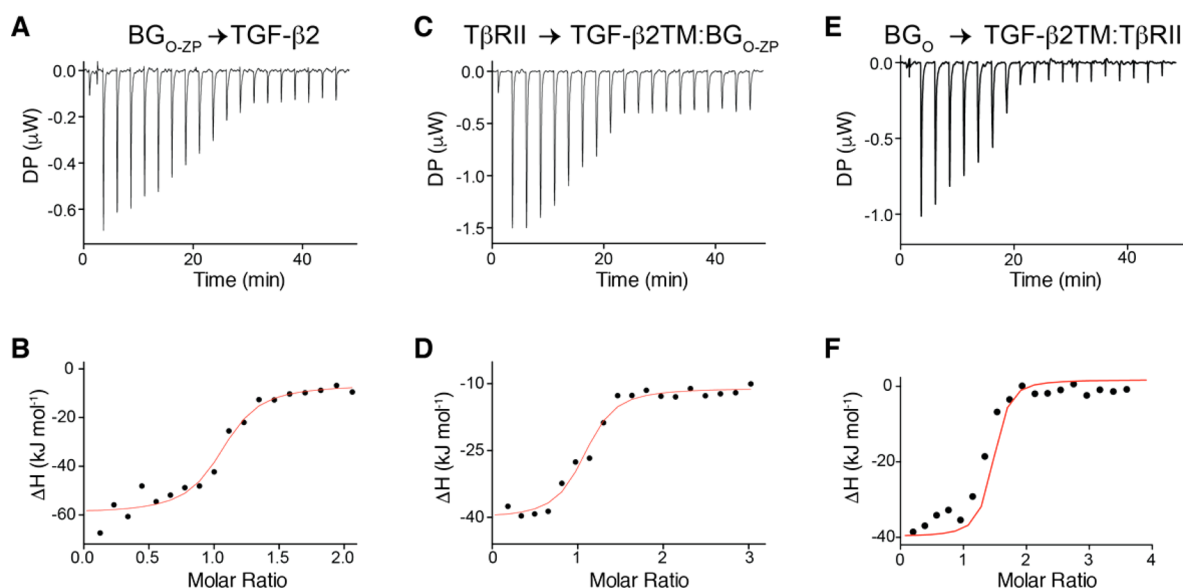 A
BG_O-ZP → TGF-β2
0.0
-0.2
-0.4
-0.6
DP (μW)
0
20
40
Time (min)
C
TβRII → TGF-β2TM:BG_O-ZP
0.0
-0.5
-1.0
-1.5
DP (μW)
0
20
40
Time (min)
E
BG_O → TGF-β2TM:TβRII
0.0
-0.5
-1.0
DP (μW)
0
20
40
Time (min)
B
0
-20
-40
-60
ΔH (kJ mol⁻¹)
0.0
0.5
1.0
1.5
2.0
Molar Ratio
D
-10
-25
-40
ΔH (kJ mol⁻¹)
0
1
2
3
Molar Ratio
F
0
-20
-40
ΔH (kJ mol⁻¹)
0
1
2
3
4
Molar Ratio